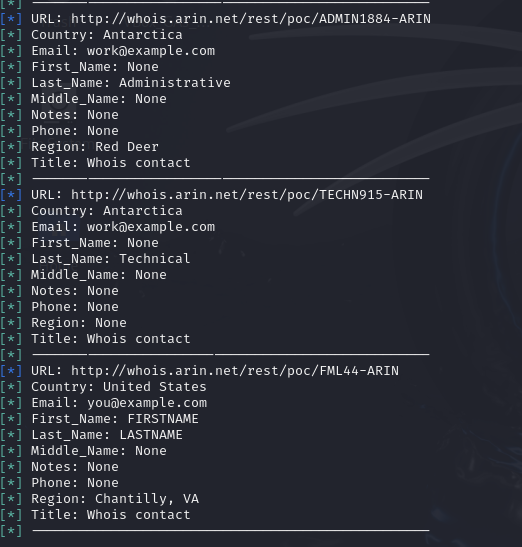 [*] --------------------------------------------------
[*] URL: http://whois.arin.net/rest/poc/ADMIN1884-ARIN
[*] Country: Antarctica
[*] Email: work@example.com
[*] First_Name: None
[*] Last_Name: Administrative
[*] Middle_Name: None
[*] Notes: None
[*] Phone: None
[*] Region: Red Deer
[*] Title: Whois contact
[*] --------------------------------------------------
[*] URL: http://whois.arin.net/rest/poc/TECHN915-ARIN
[*] Country: Antarctica
[*] Email: work@example.com
[*] First_Name: None
[*] Last_Name: Technical
[*] Middle_Name: None
[*] Notes: None
[*] Phone: None
[*] Region: None
[*] Title: Whois contact
[*] --------------------------------------------------
[*] URL: http://whois.arin.net/rest/poc/FML44-ARIN
[*] Country: United States
[*] Email: you@example.com
[*] First_Name: FIRSTNAME
[*] Last_Name: LASTNAME
[*] Middle_Name: None
[*] Notes: None
[*] Phone: None
[*] Region: Chantilly, VA
[*] Title: Whois contact
[*] --------------------------------------------------